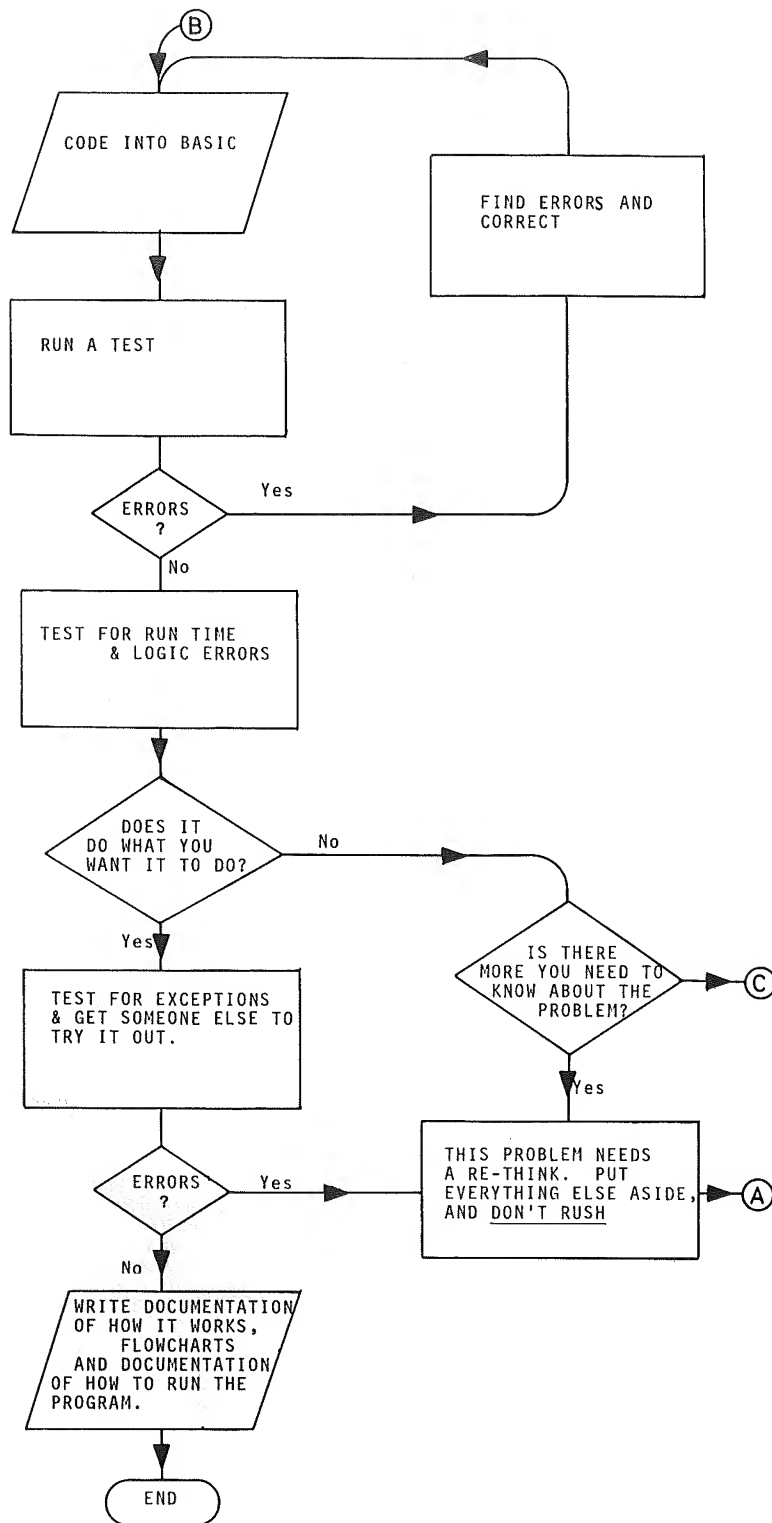 B
CODE INTO BASIC
FIND ERRORS AND
CORRECT
RUN A TEST
ERRORS
?
Yes
No
TEST FOR RUN TIME
& LOGIC ERRORS
DOES IT
DO WHAT YOU
WANT IT TO DO?
No
Yes
IS THERE
MORE YOU NEED TO
KNOW ABOUT THE
PROBLEM?
C
Yes
TEST FOR EXCEPTIONS
& GET SOMEONE ELSE TO
TRY IT OUT.
THIS PROBLEM NEEDS
A RE-THINK. PUT
EVERYTHING ELSE ASIDE,
AND DON'T RUSH
A
ERRORS
?
Yes
No
WRITE DOCUMENTATION
OF HOW IT WORKS,
FLOWCHARTS
AND DOCUMENTATION
OF HOW TO RUN THE
PROGRAM.
END